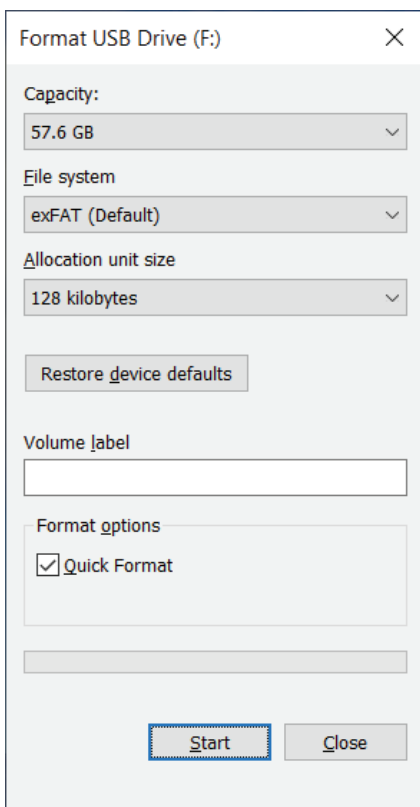 Format USB Drive (F:)
Capacity:
57.6 GB
File system
exFAT (Default)
Allocation unit size
128 kilobytes
Restore device defaults
Volume label
Format options
Quick Format
Start
Close